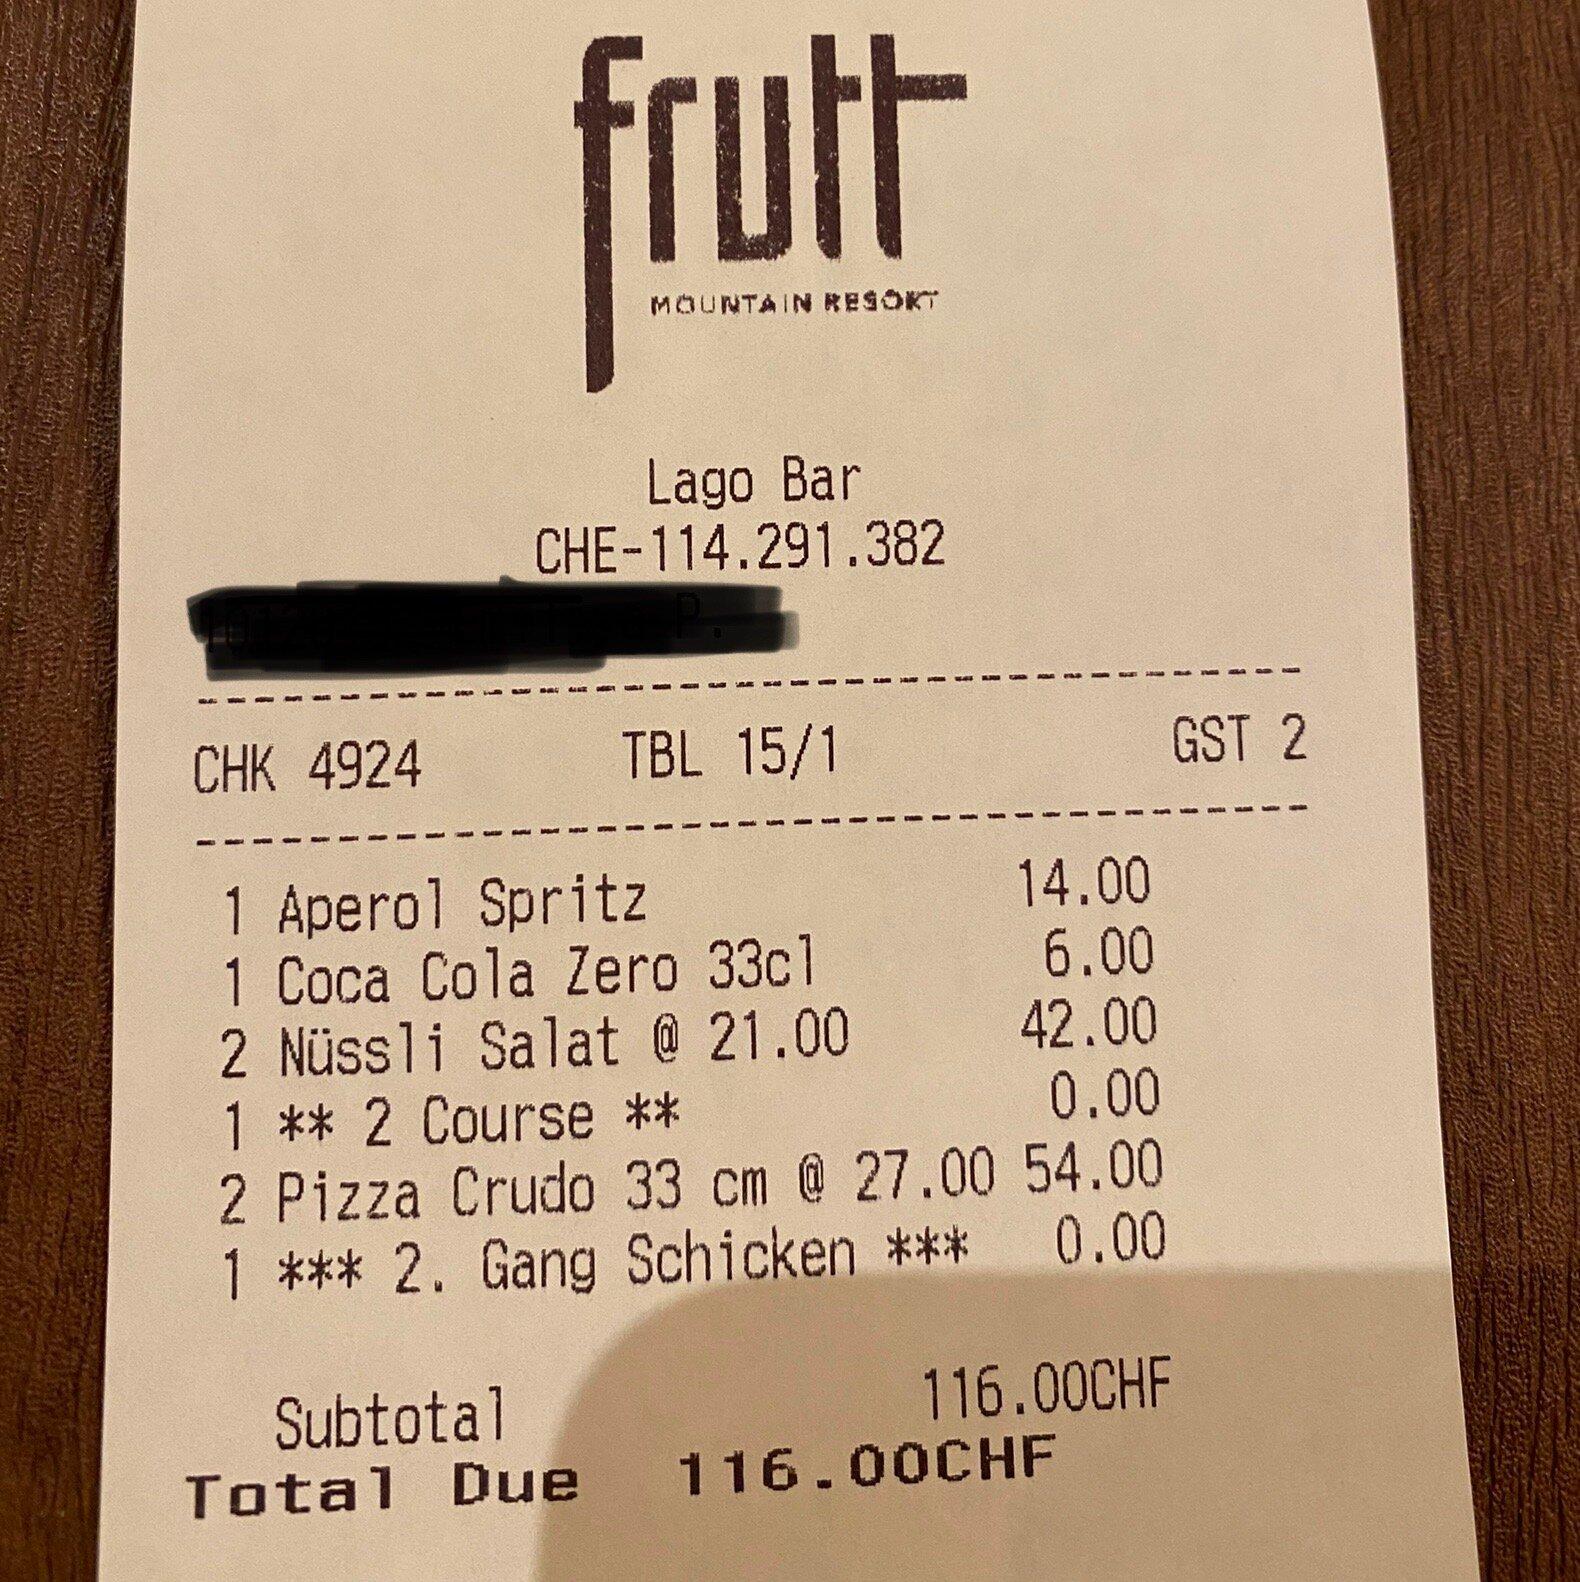 frutt
MOUNTAIN RESORT
Lago Bar
CHE-114.291.382
CHK 4924 TBL 15/1 GST 2
1 Aperol Spritz 14.00
1 Coca Cola Zero 33cl 6.00
2 Nüssli Salat @ 21.00 42.00
1 ** 2 Course ** 0.00
2 Pizza Crudo 33 cm @ 27.00 54.00
1 *** 2. Gang Schicken *** 0.00
Subtotal 116.00CHF
Total Due 116.00CHF